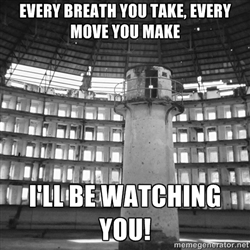 EVERY BREATH YOU TAKE, EVERY
MOVE YOU MAKE
I'LL BE WATCHING
YOU!
memegenerator.net